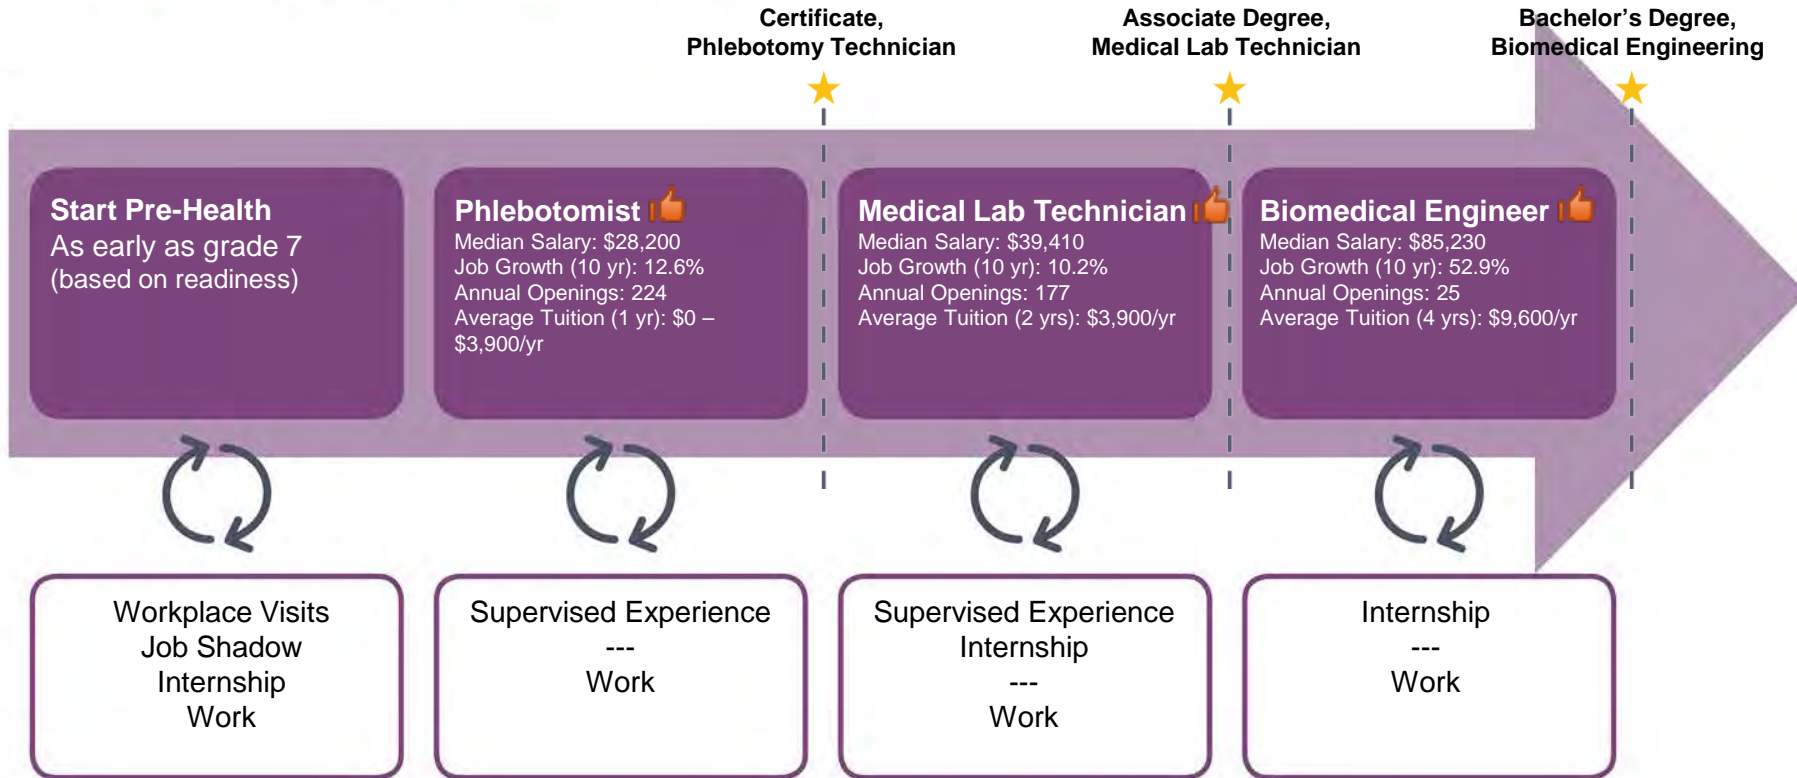 Certificate,
Phlebotomy Technician
Associate Degree,
Medical Lab Technician
Bachelor's Degree,
Biomedical Engineering
Start Pre-Health
As early as grade 7
(based on readiness)
Phlebotomist
Median Salary: $28,200
Job Growth (10 yr): 12.6%
Annual Openings: 224
Average Tuition (1 yr): $0 –
$3,900/yr
Medical Lab Technician
Median Salary: $39,410
Job Growth (10 yr): 10.2%
Annual Openings: 177
Average Tuition (2 yrs): $3,900/yr
Biomedical Engineer
Median Salary: $85,230
Job Growth (10 yr): 52.9%
Annual Openings: 25
Average Tuition (4 yrs): $9,600/yr
Workplace Visits
Job Shadow
Internship
Work
Supervised Experience
---
Work
Supervised Experience
Internship
---
Work
Internship
---
Work